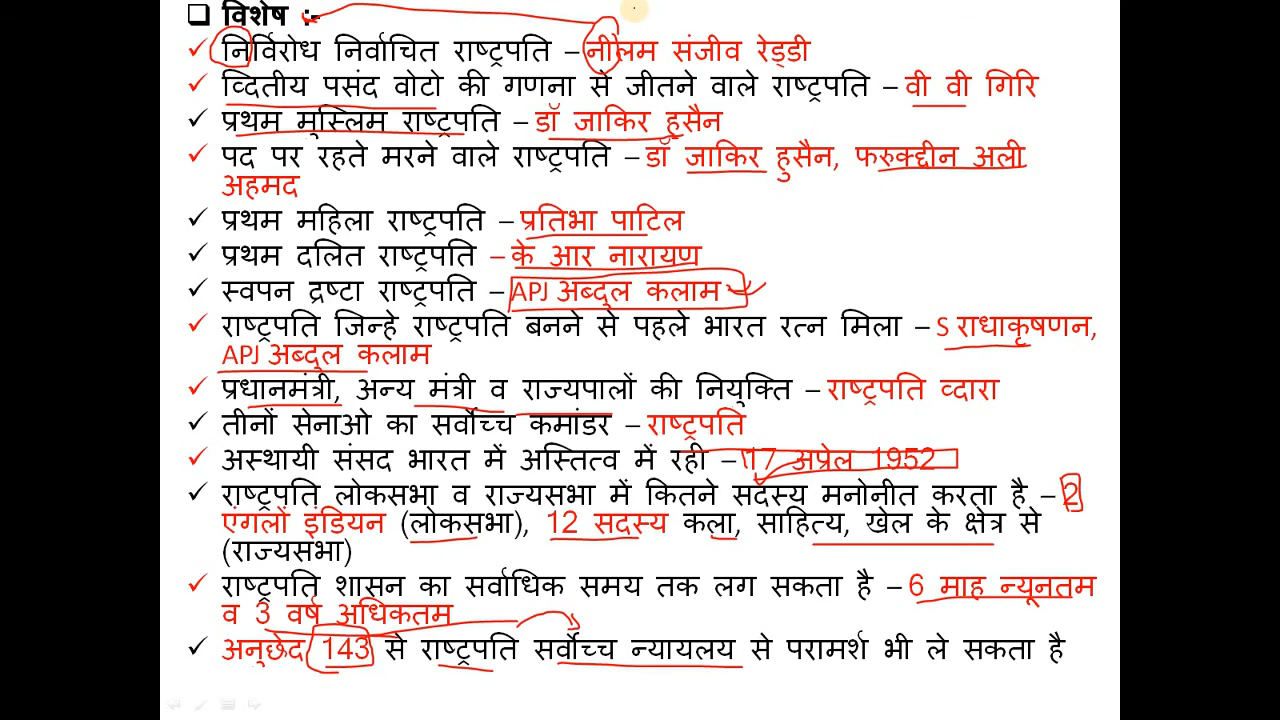 ❑ विशेष :-
✓ निर्विरोध निर्वाचित राष्ट्रपति – नीलम संजीव रेड्डी
✓ व्दितीय पसंद वोटो की गणना से जीतने वाले राष्ट्रपति – वी वी गिरि
✓ प्रथम मुस्लिम राष्ट्रपति – डॉ जाकिर हुसैन
✓ पद पर रहते मरने वाले राष्ट्रपति – डॉ जाकिर हुसैन, फरुक्द्दीन अली
अहमद
✓ प्रथम महिला राष्ट्रपति – प्रतिभा पाटिल
✓ प्रथम दलित राष्ट्रपति – के आर नारायण
✓ स्वपन द्रष्टा राष्ट्रपति – APJ अब्दुल कलाम
✓ राष्ट्रपति जिन्हे राष्ट्रपति बनने से पहले भारत रत्न मिला – S राधाकृषणन,
APJ अब्दुल कलाम
✓ प्रधानमंत्री, अन्य मंत्री व राज्यपालों की नियुक्ति – राष्ट्रपति व्दारा
✓ तीनों सेनाओ का सर्वोच्च कमांडर – राष्ट्रपति
✓ अस्थायी संसद भारत में अस्तित्व में रही – 17 अप्रेल 1952
✓ राष्ट्रपति लोकसभा व राज्यसभा में कितने सदस्य मनोनीत करता है – 2
एंगलों इंडियन (लोकसभा), 12 सदस्य कला, साहित्य, खेल के क्षेत्र से
(राज्यसभा)
✓ राष्ट्रपति शासन का सर्वाधिक समय तक लग सकता है – 6 माह न्यूनतम
व 3 वर्ष अधिकतम
✓ अनुछेद 143 से राष्ट्रपति सर्वोच्च न्यायलय से परामर्श भी ले सकता है